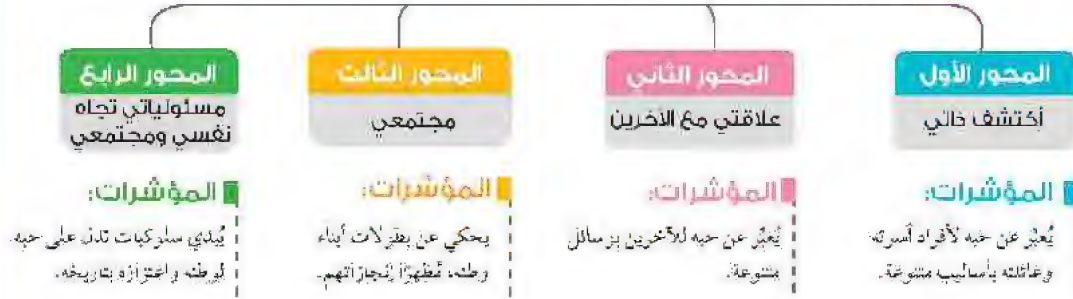 المحور الأول
أكتشف ذاتي
المؤشرات:
يُعبِّر عن حبه لأفراد أسرته
وعائلته بأساليب متنوعة.
المحور الثاني
علاقتي مع الآخرين
المؤشرات:
يُعبِّر عن حبه للآخرين برسائل
متنوعة.
المحور الثالث
مجتمعي
المؤشرات:
يحكي عن بطولات أبناء
وطنه، مُظهِرًا إنجازاتهم.
المحور الرابع
مسئولياتي تجاه
نفسي ومجتمعي
المؤشرات:
يُبدي سلوكيات تدل على حبه
لوطنه واعتزازه بتاريخه.